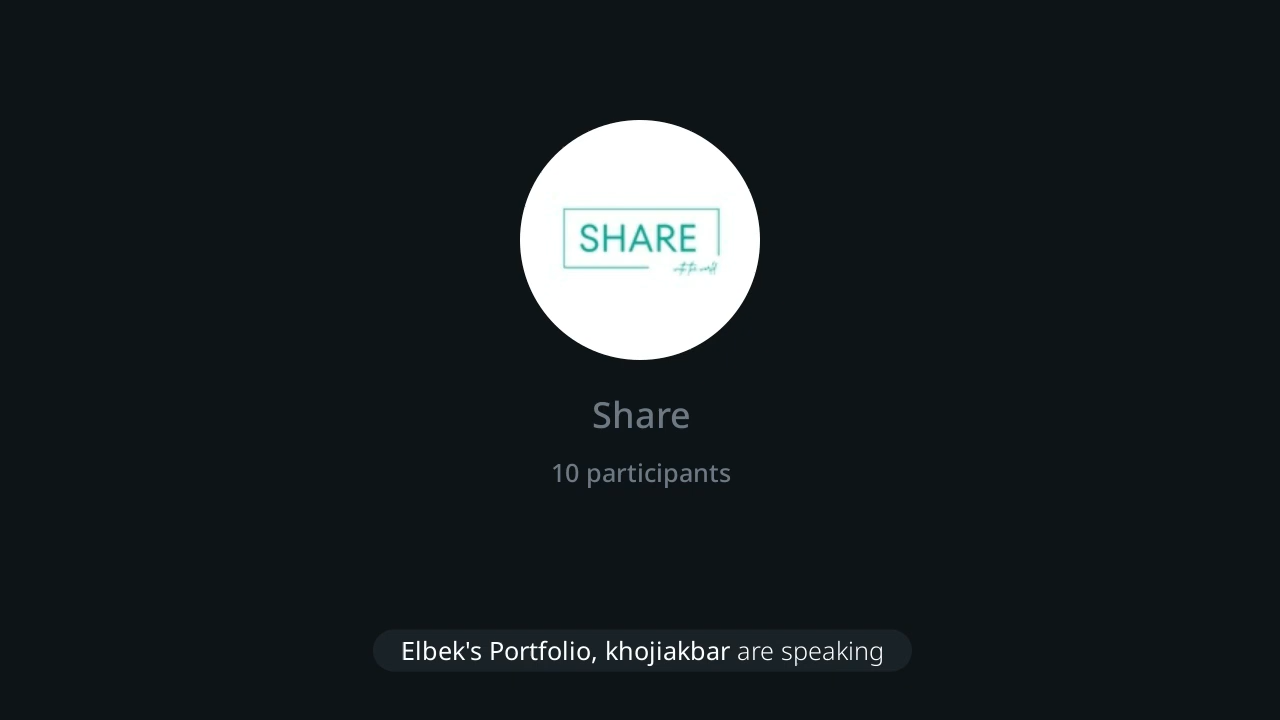 SHARE
Share
10 participants
Elbek's Portfolio, khojiakbar are speaking